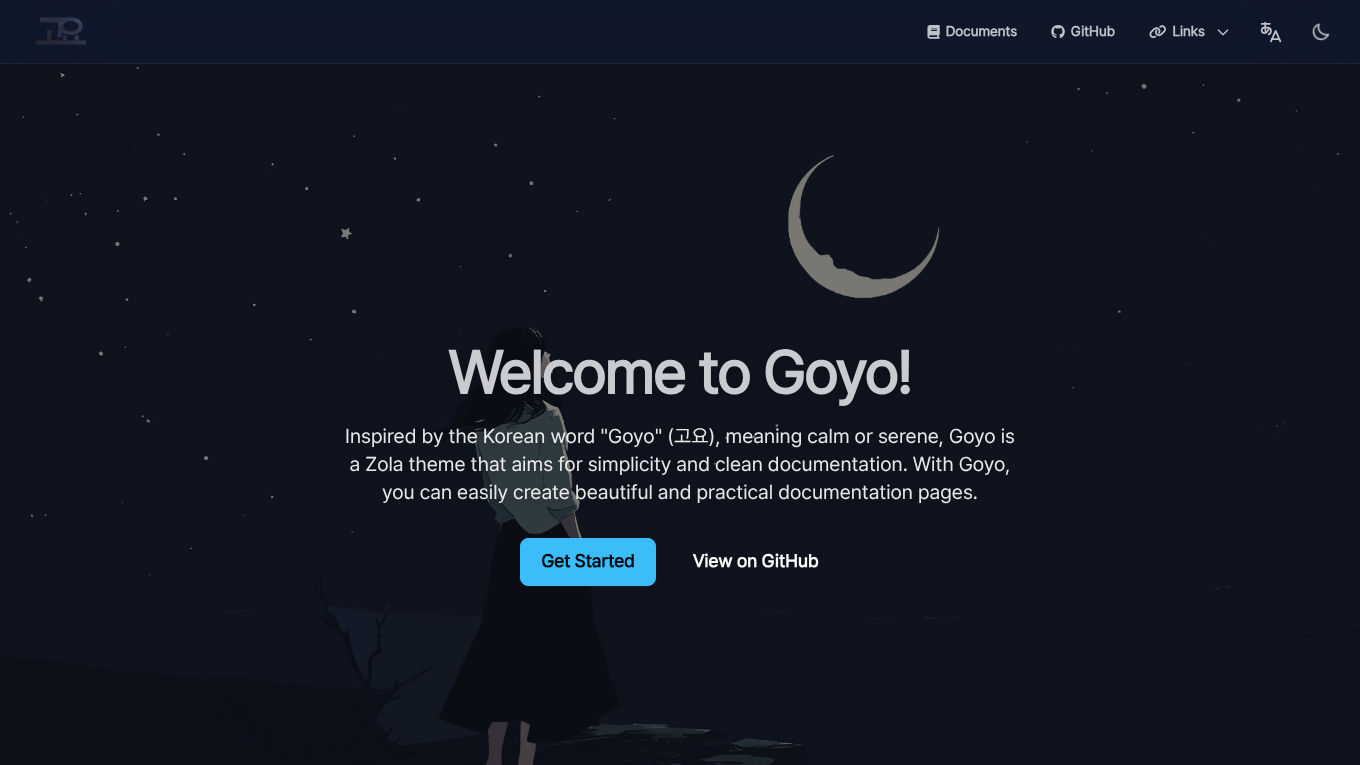 고요
Documents
GitHub
Links
Welcome to Goyo!
Inspired by the Korean word "Goyo" (고요), meaning calm or serene, Goyo is
a Zola theme that aims for simplicity and clean documentation. With Goyo,
you can easily create beautiful and practical documentation pages.
Get Started
View on GitHub